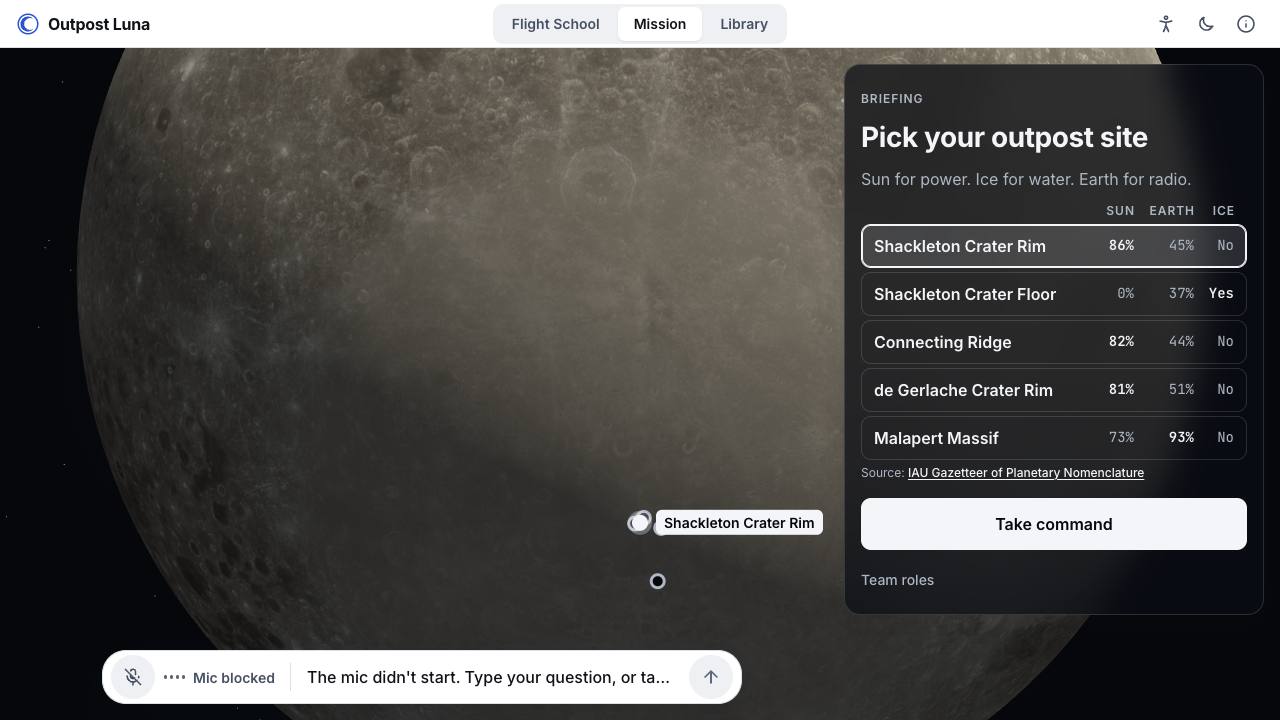 Outpost Luna
Flight School
Mission
Library
BRIEFING
Pick your outpost site
Sun for power. Ice for water. Earth for radio.
SUN EARTH ICE
Shackleton Crater Rim 86% 45% No
Shackleton Crater Floor 0% 37% Yes
Connecting Ridge 82% 44% No
de Gerlache Crater Rim 81% 51% No
Malapert Massif 73% 93% No
Source: IAU Gazetteer of Planetary Nomenclature
Take command
Team roles
Shackleton Crater Rim
Mic blocked
The mic didn't start. Type your question, or ta...